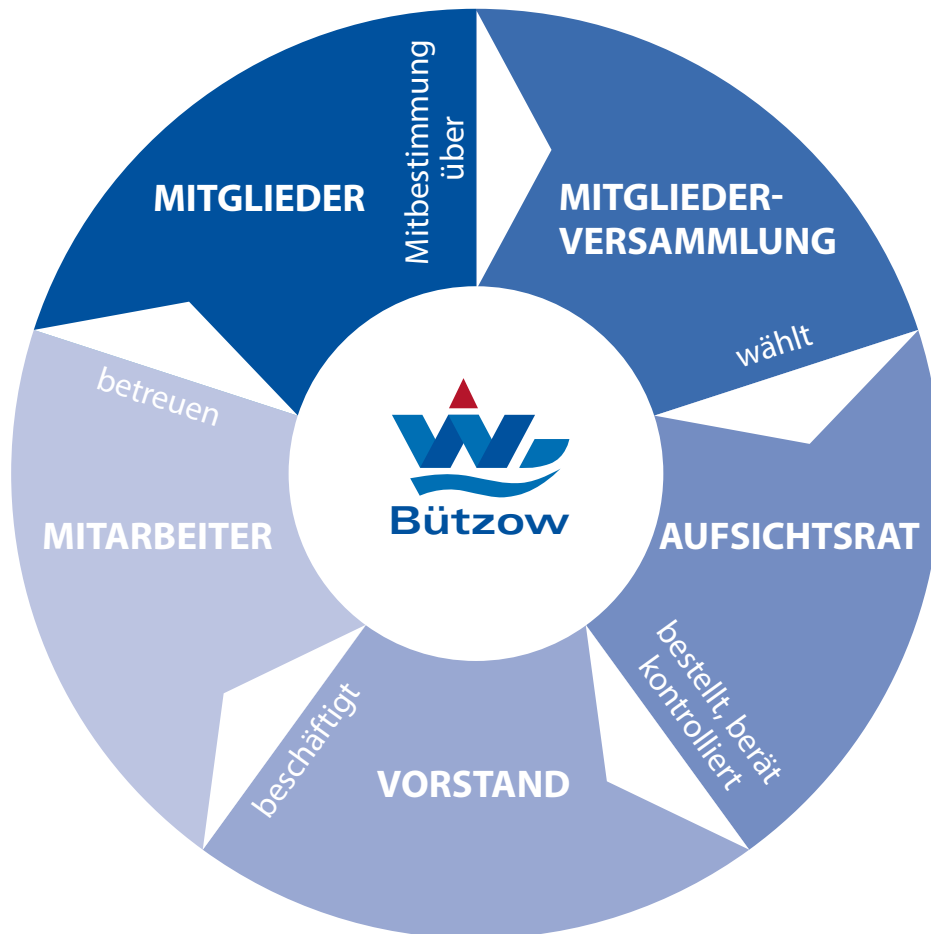 MITGLIEDER
Mitbestimmung
über
MITGLIEDER-
VERSAMMLUNG
wählt
AUFSICHTSRAT
bestellt, berät
kontrolliert
VORSTAND
beschäftigt
MITARBEITER
betreuen
Bützow